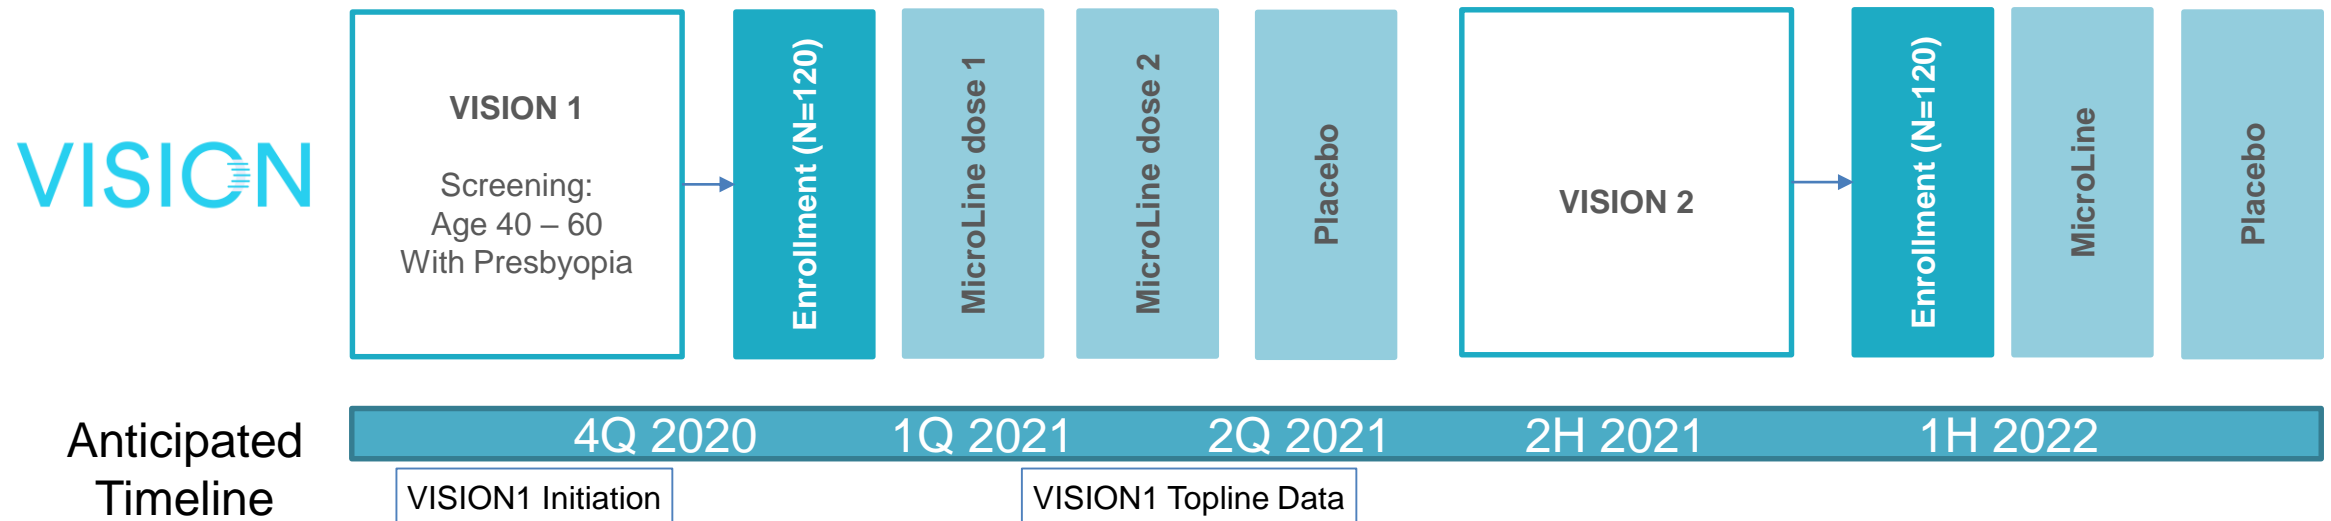 VISION
VISION 1
Screening:
Age 40 – 60
With Presbyopia
Enrollment (N=120)
MicroLine dose 1
MicroLine dose 2
Placebo
VISION 2
Enrollment (N=120)
MicroLine
Placebo
Anticipated
Timeline
4Q 2020
1Q 2021
2Q 2021
2H 2021
1H 2022
VISION1 Initiation
VISION1 Topline Data